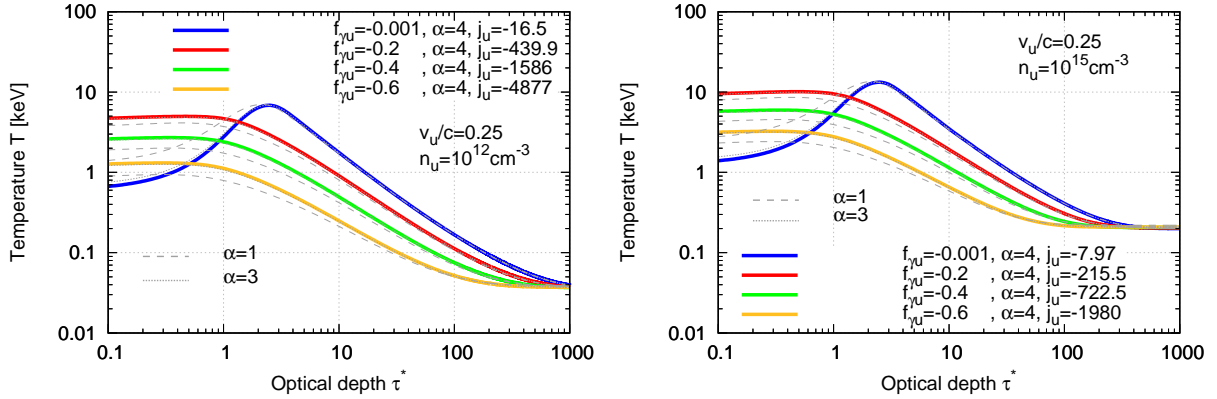 100
10
1
0.1
0.01
Temperature T [keV]
f_γu=-0.001, α=4, j_u=-16.5
f_γu=-0.2 , α=4, j_u=-439.9
f_γu=-0.4 , α=4, j_u=-1586
f_γu=-0.6 , α=4, j_u=-4877
v_u/c=0.25
n_u=10^12cm^-3
α=1
α=3
0.1 1 10 100 1000
Optical depth τ^*
100
10
1
0.1
0.01
Temperature T [keV]
v_u/c=0.25
n_u=10^15cm^-3
α=1
α=3
f_γu=-0.001, α=4, j_u=-7.97
f_γu=-0.2 , α=4, j_u=-215.5
f_γu=-0.4 , α=4, j_u=-722.5
f_γu=-0.6 , α=4, j_u=-1980
0.1 1 10 100 1000
Optical depth τ^*